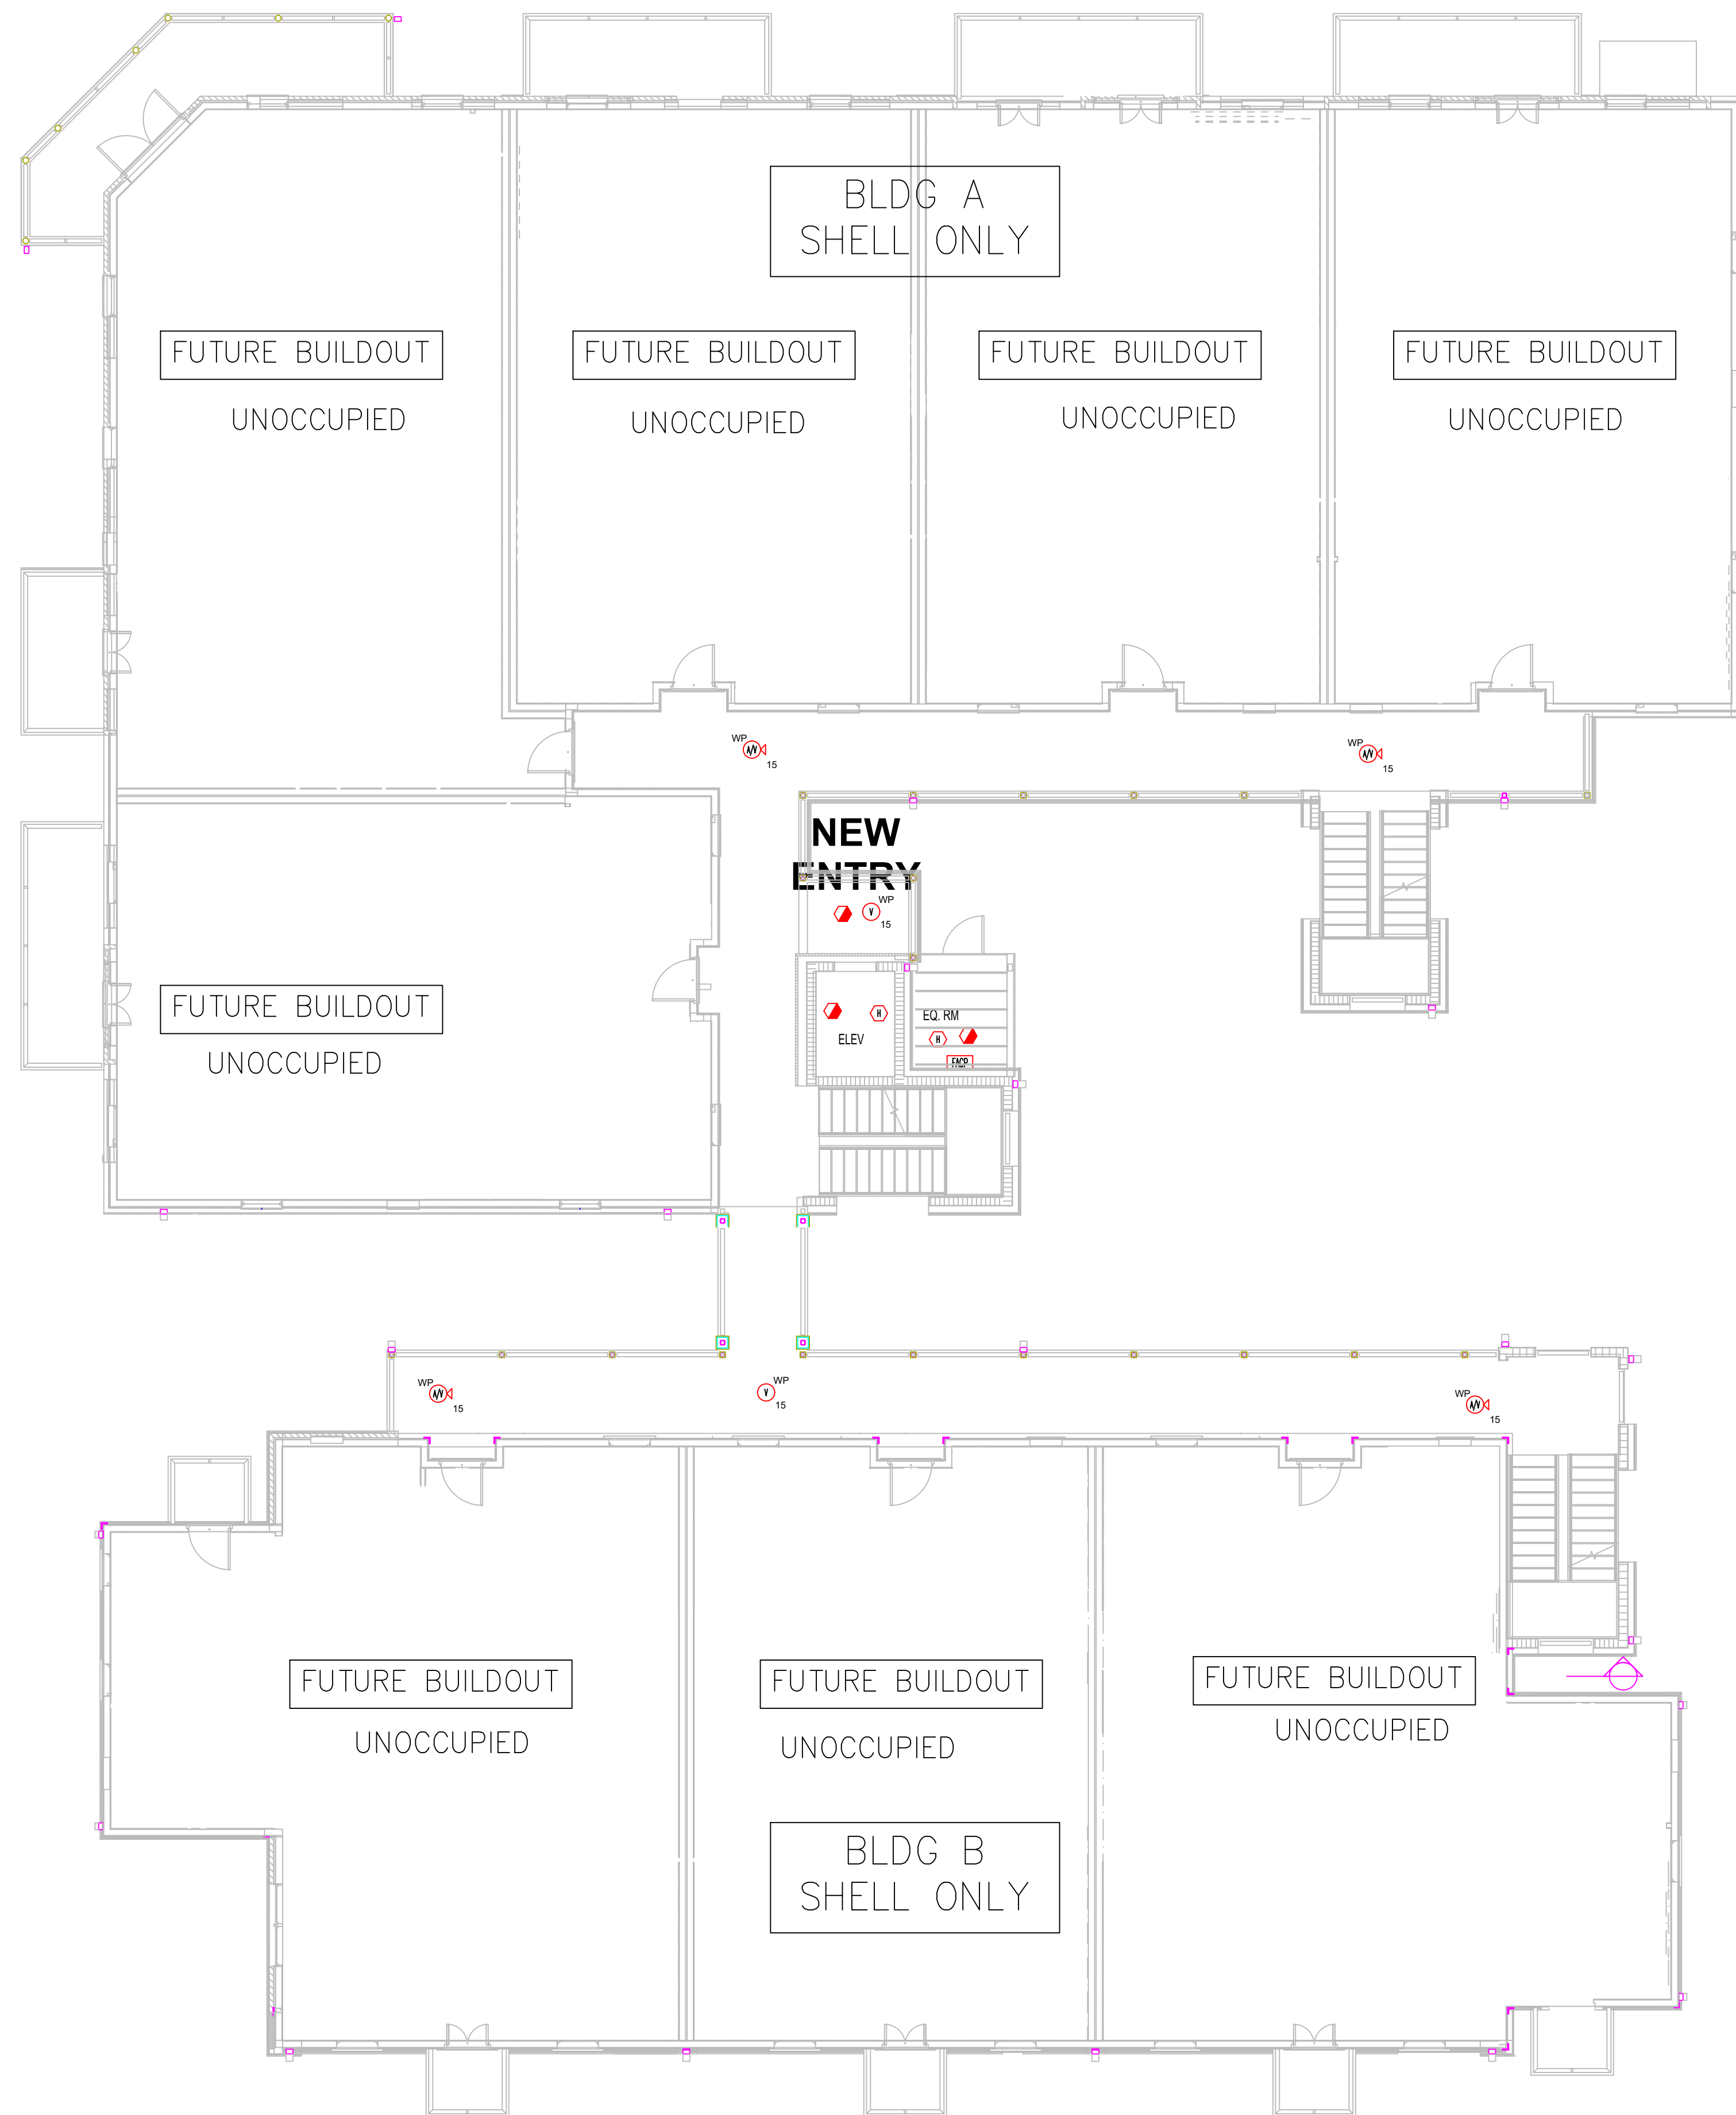 BLDG A
SHELL ONLY
FUTURE BUILDOUT
UNOCCUPIED
FUTURE BUILDOUT
UNOCCUPIED
FUTURE BUILDOUT
UNOCCUPIED
FUTURE BUILDOUT
UNOCCUPIED
WP
A/V
15
WP
A/V
15
NEW
ENTRY
WP
V
15
FUTURE BUILDOUT
UNOCCUPIED
H
ELEV
EQ. RM
H
FACP
WP
A/V
15
WP
V
15
WP
A/V
15
FUTURE BUILDOUT
UNOCCUPIED
FUTURE BUILDOUT
UNOCCUPIED
FUTURE BUILDOUT
UNOCCUPIED
BLDG B
SHELL ONLY